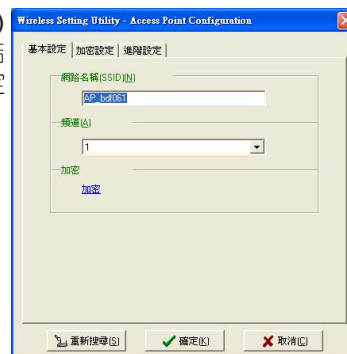 Wireless Setting Utility - Access Point Configuration
基本設定 加密設定 進階設定
網路名稱(SSID)(N)
AP_bdf061
頻道(A)
1
加密
加密
重新搜尋(S) 確定(K) 取消(C)